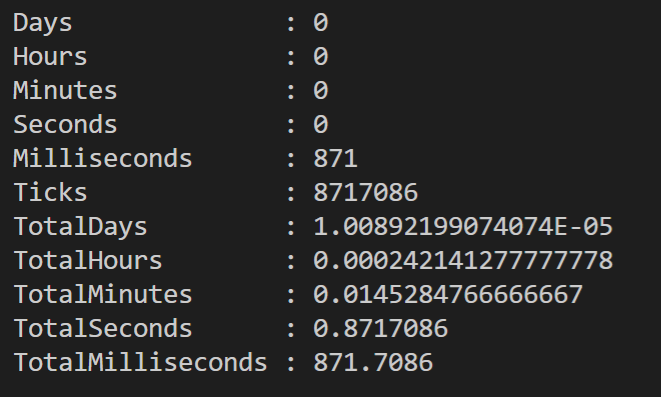 Days              : 0
Hours             : 0
Minutes           : 0
Seconds           : 0
Milliseconds      : 871
Ticks             : 8717086
TotalDays         : 1.00892199074074E-05
TotalHours        : 0.000242141277777778
TotalMinutes      : 0.0145284766666667
TotalSeconds      : 0.8717086
TotalMilliseconds : 871.7086